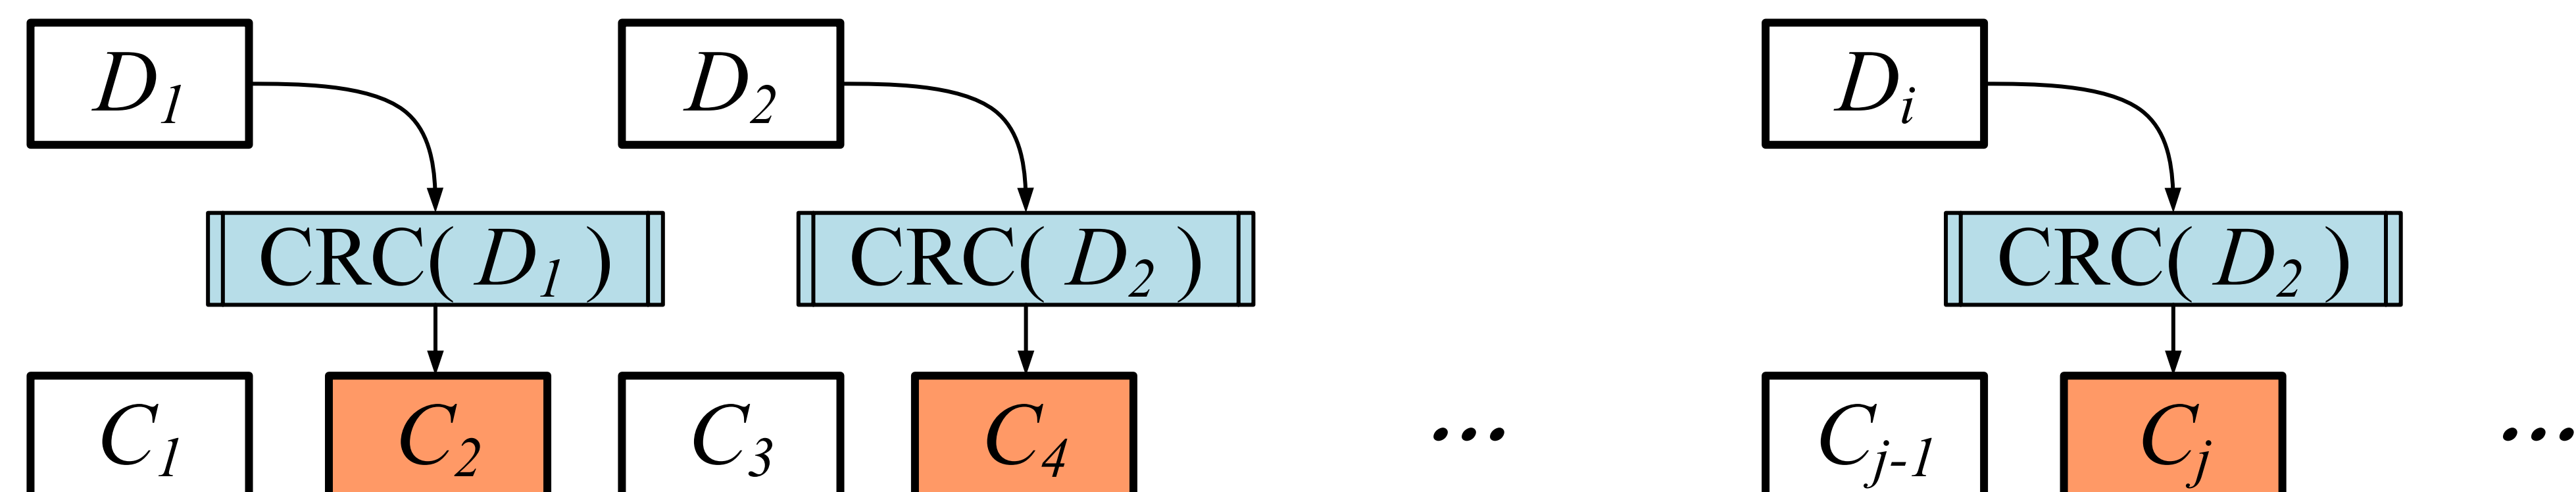 D1 D2 Di
CRC( D1 ) CRC( D2 ) CRC( D2 )
C1 C2 C3 C4 ... Cj-1 Cj ...